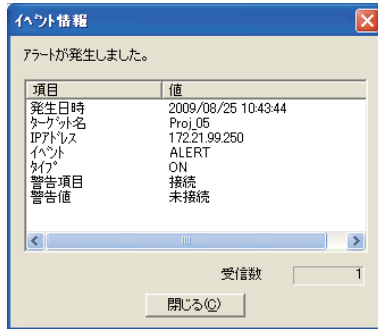 イベント情報
アラートが発生しました。
項目 値
発生日時 2009/08/25 10:43:44
ターゲット名 Proj_05
IPアドレス 172.21.99.250
イベント ALERT
タイプ ON
警告項目 接続
警告値 未接続
受信数 1
閉じる(C)